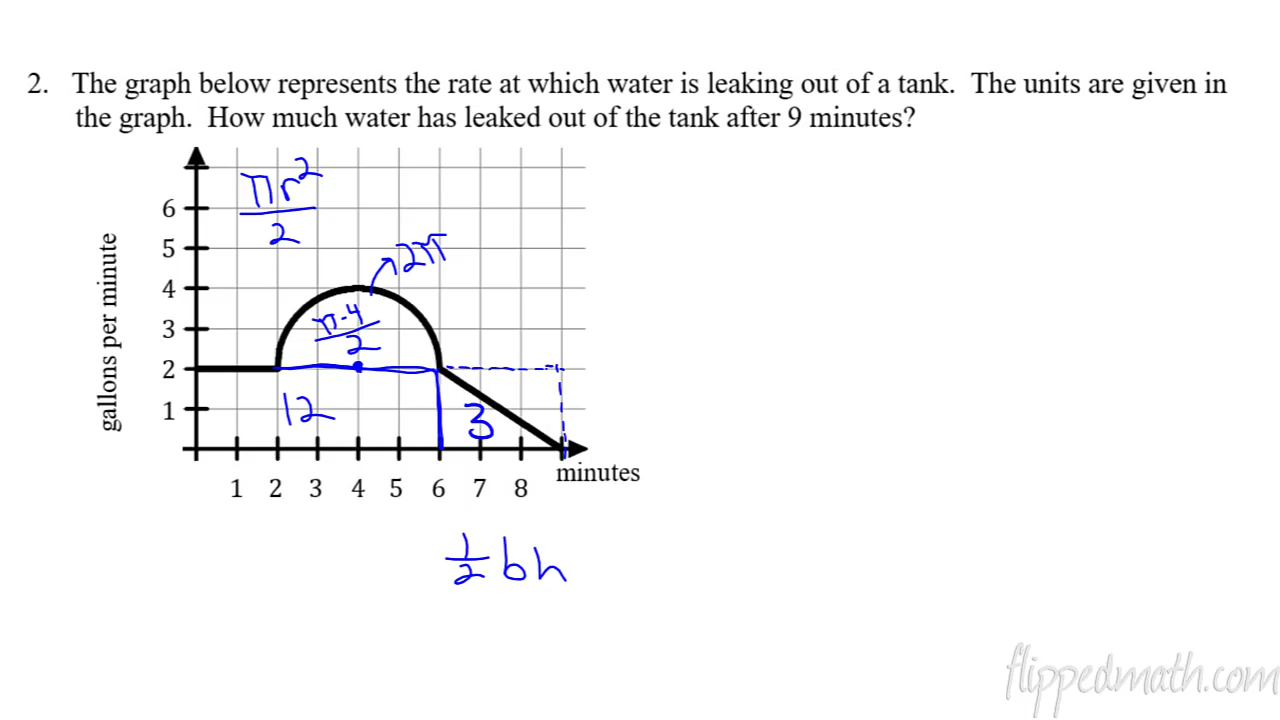 2. The graph below represents the rate at which water is leaking out of a tank. The units are given in
the graph. How much water has leaked out of the tank after 9 minutes?
πr²
2
6
5
4
3
2
1
gallons per minute
2π
π·4
2
12
3
minutes
1 2 3 4 5 6 7 8
1/2 bh
flippedmath.com